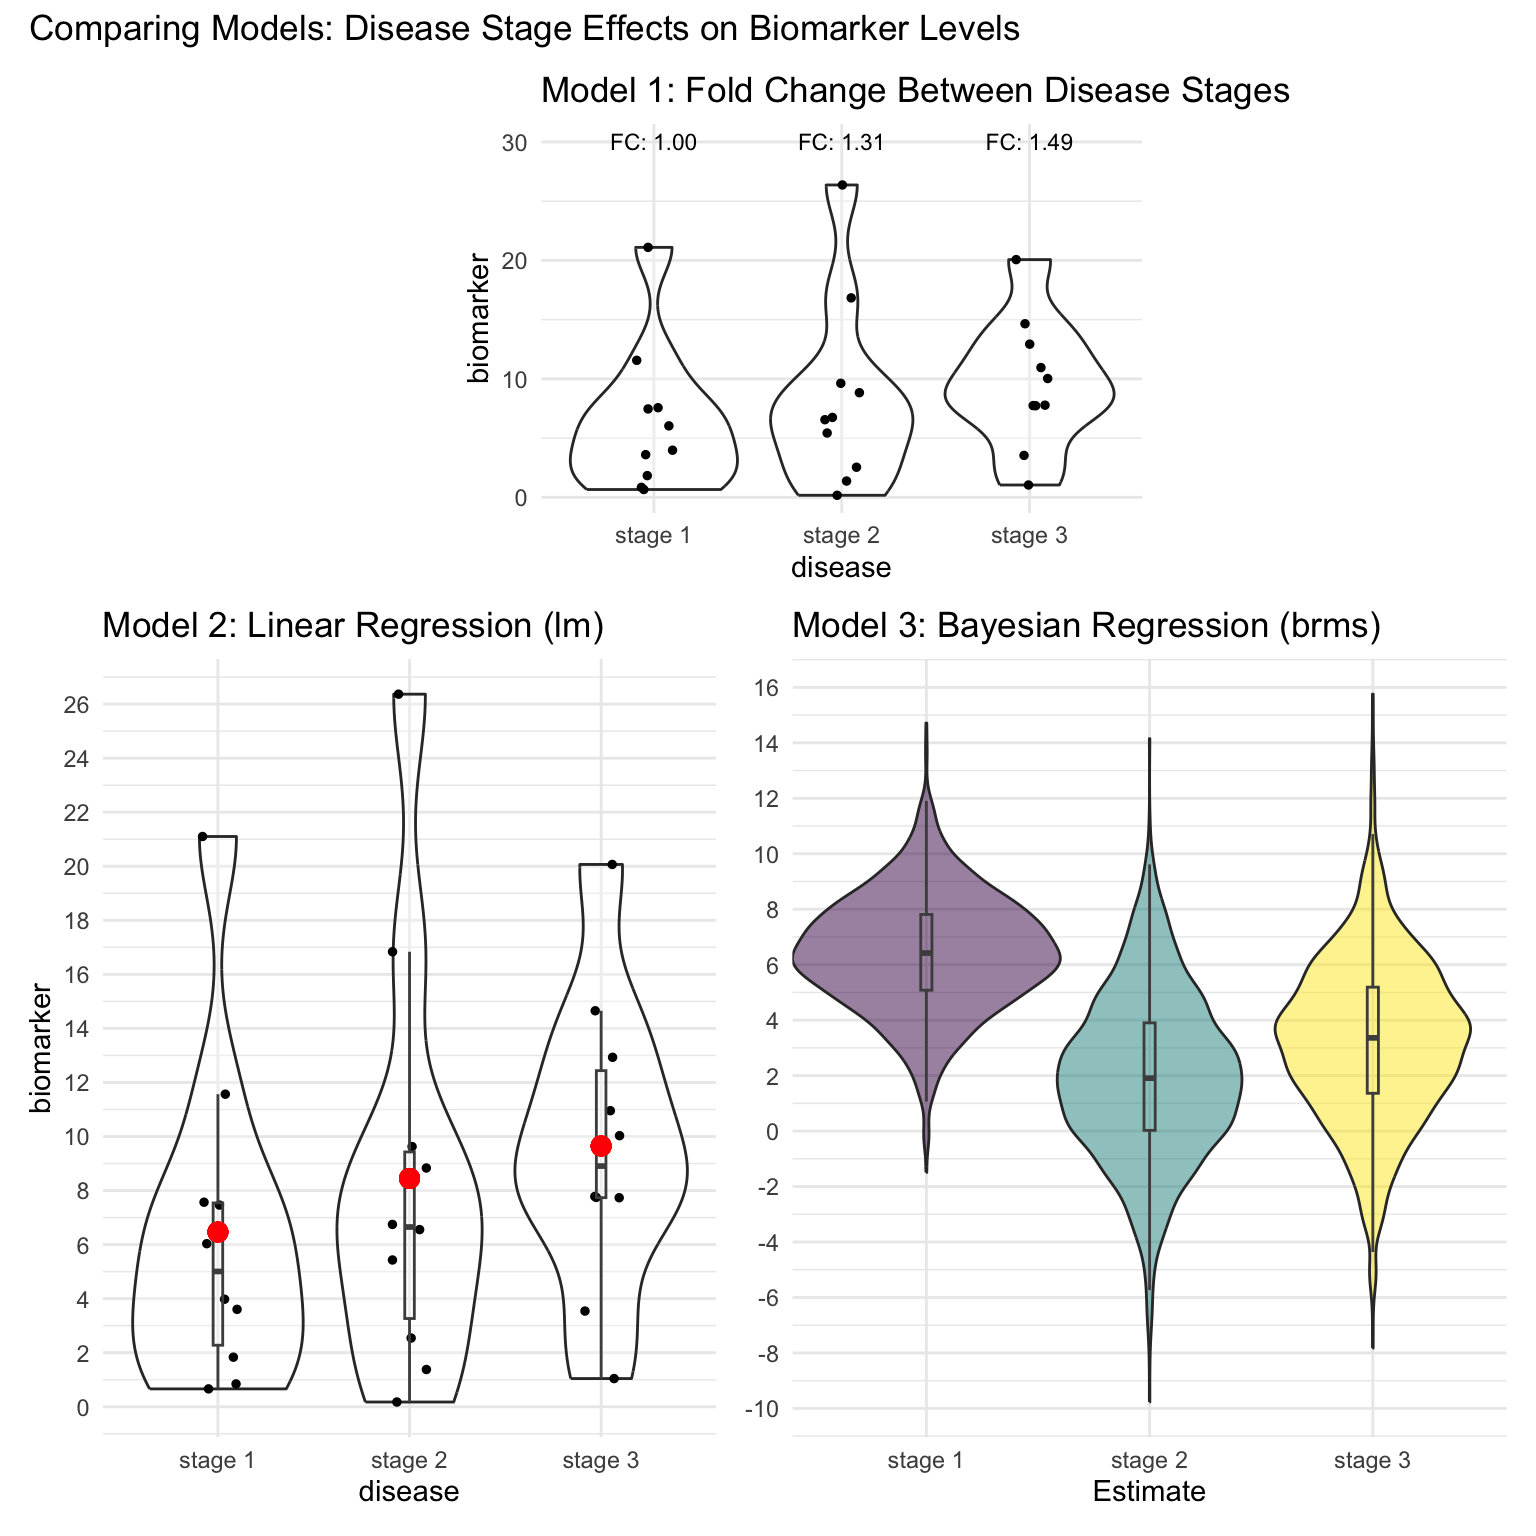 Comparing Models: Disease Stage Effects on Biomarker Levels
Model 1: Fold Change Between Disease Stages
FC: 1.00 FC: 1.31 FC: 1.49
30
20
10
0
biomarker
stage 1 stage 2 stage 3
disease
Model 2: Linear Regression (lm)
26
24
22
20
18
16
14
12
10
8
6
4
2
0
biomarker
stage 1 stage 2 stage 3
disease
Model 3: Bayesian Regression (brms)
16
14
12
10
8
6
4
2
0
-2
-4
-6
-8
-10
stage 1 stage 2 stage 3
Estimate